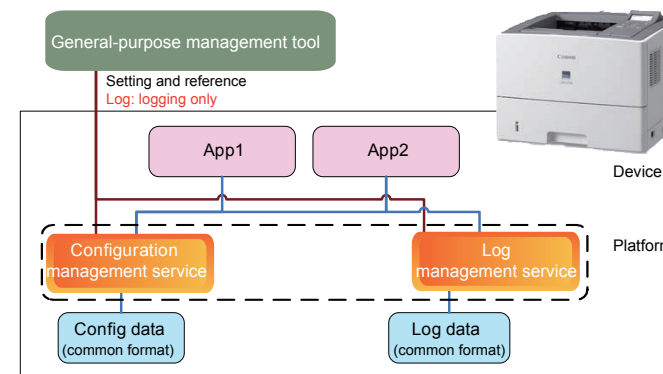 General-purpose management tool
Setting and reference
Log: logging only
Canon
App1
App2
Device
Configuration
management service
Log
management service
Platform
Config data
(common format)
Log data
(common format)